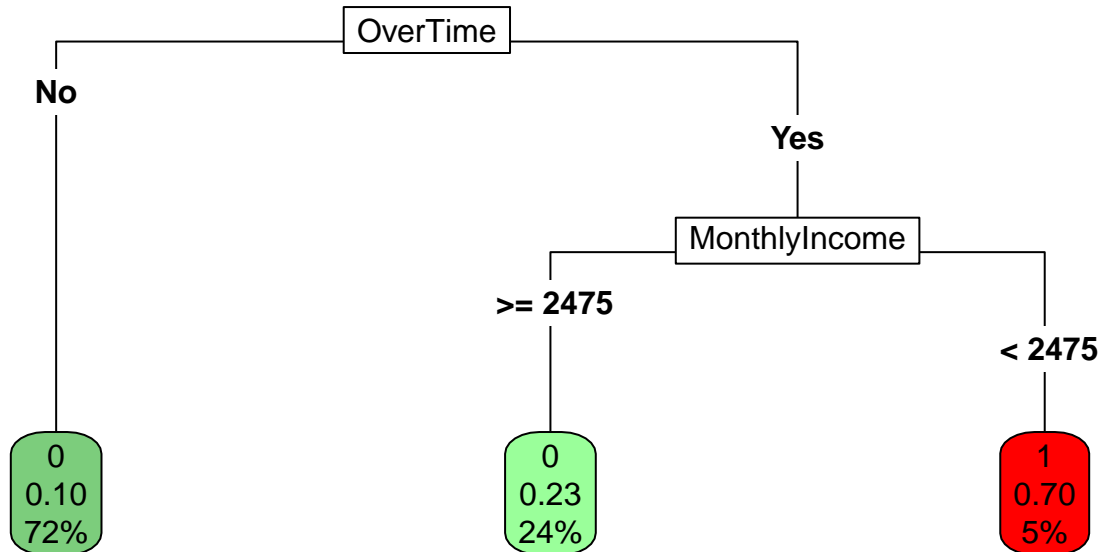 OverTime
No
Yes
MonthlyIncome
>= 2475
< 2475
0
0.10
72%
0
0.23
24%
1
0.70
5%